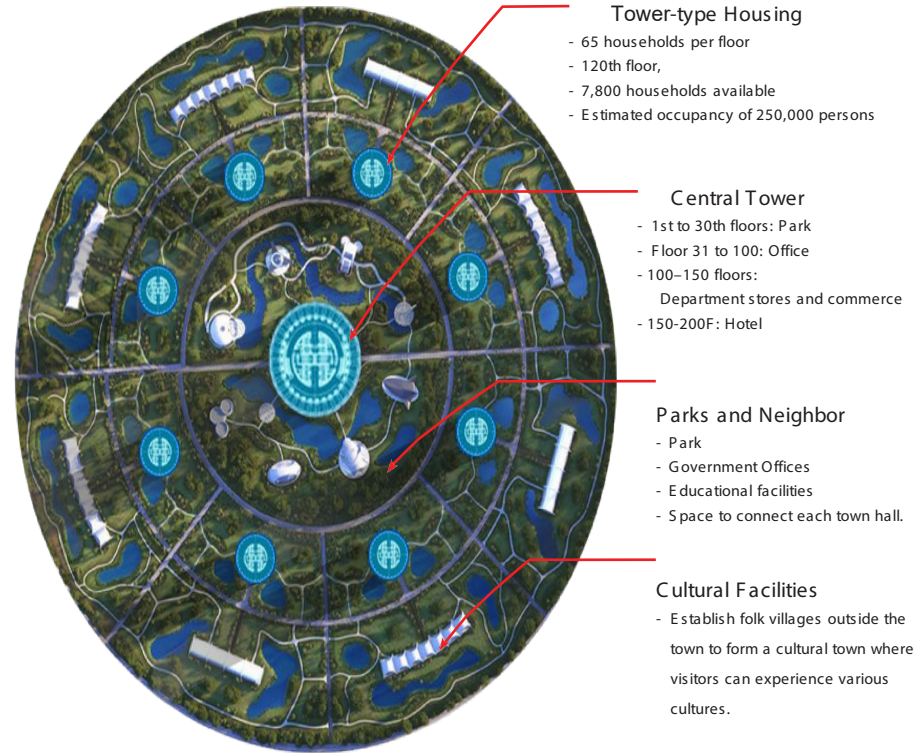 Tower-type Housing
- 65 households per floor
- 120th floor,
- 7,800 households available
- Estimated occupancy of 250,000 persons
Central Tower
- 1st to 30th floors: Park
- Floor 31 to 100: Office
- 100–150 floors:
Department stores and commerce
- 150-200F: Hotel
Parks and Neighbor
- Park
- Government Offices
- Educational facilities
- Space to connect each town hall.
Cultural Facilities
- Establish folk villages outside the
town to form a cultural town where
visitors can experience various
cultures.